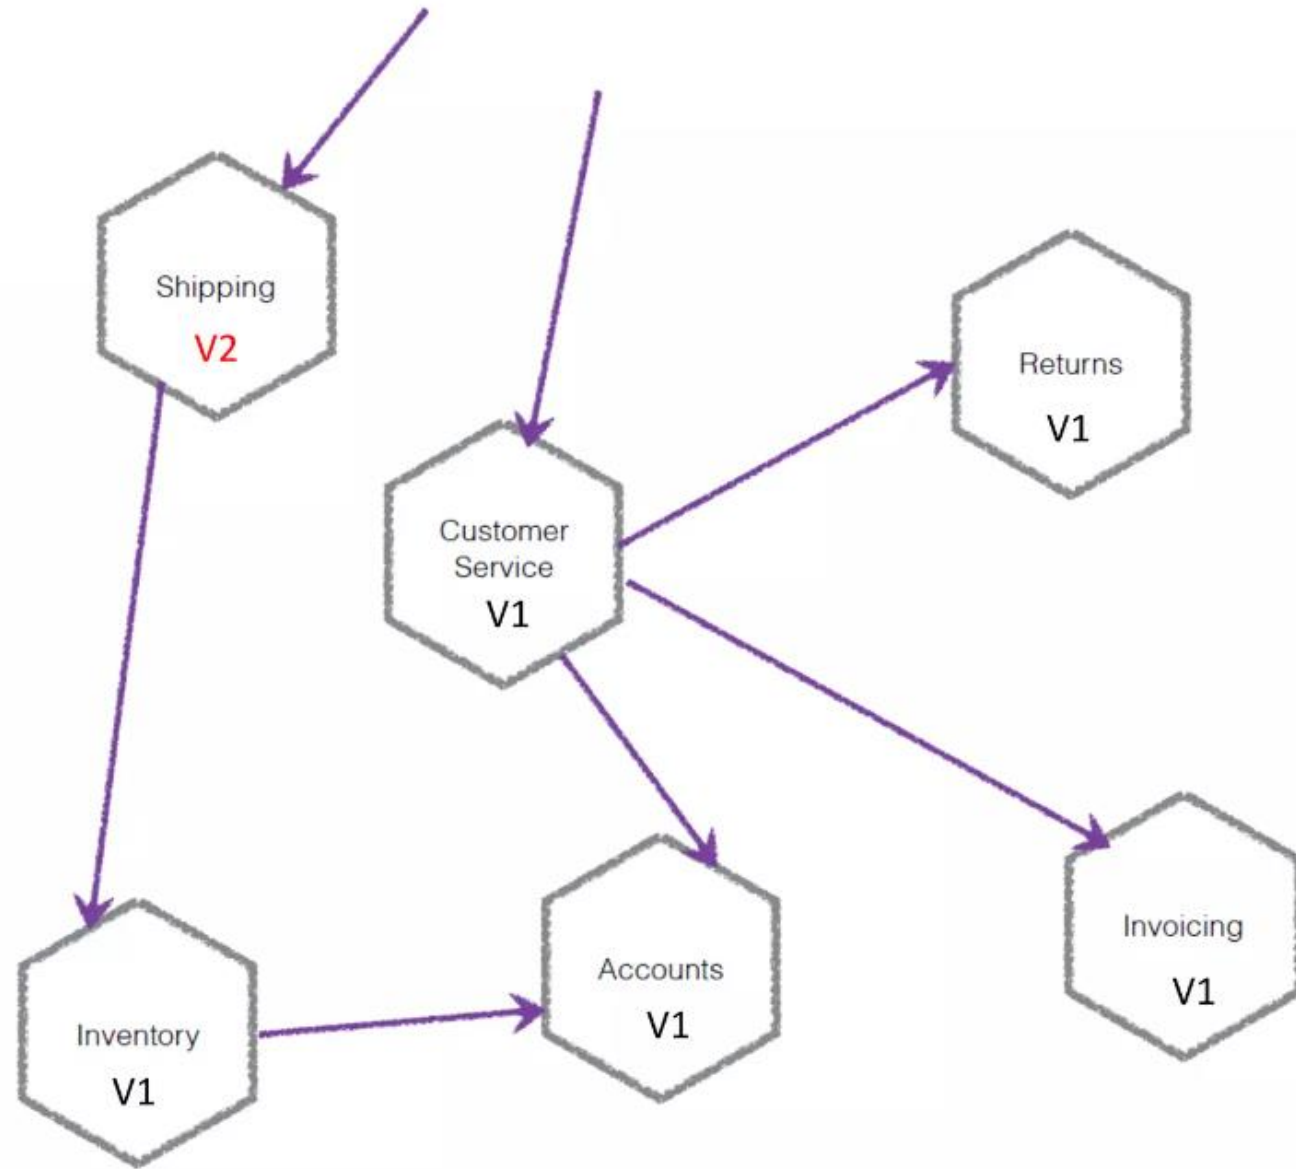 Shipping
V2
Returns
V1
Customer
Service
V1
Invoicing
V1
Accounts
V1
Inventory
V1